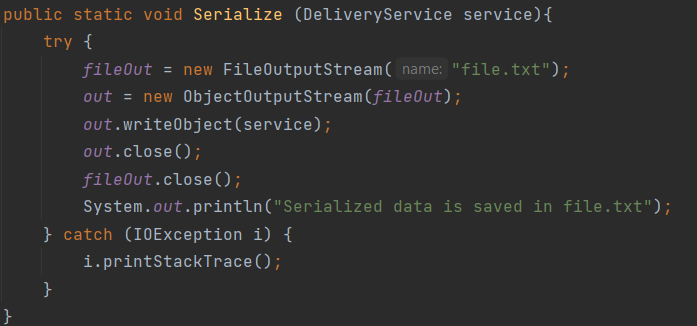 public static void Serialize (DeliveryService service){
    try {
        fileOut = new FileOutputStream( name: "file.txt");
        out = new ObjectOutputStream(fileOut);
        out.writeObject(service);
        out.close();
        fileOut.close();
        System.out.println("Serialized data is saved in file.txt");
    } catch (IOException i) {
        i.printStackTrace();
    }
}